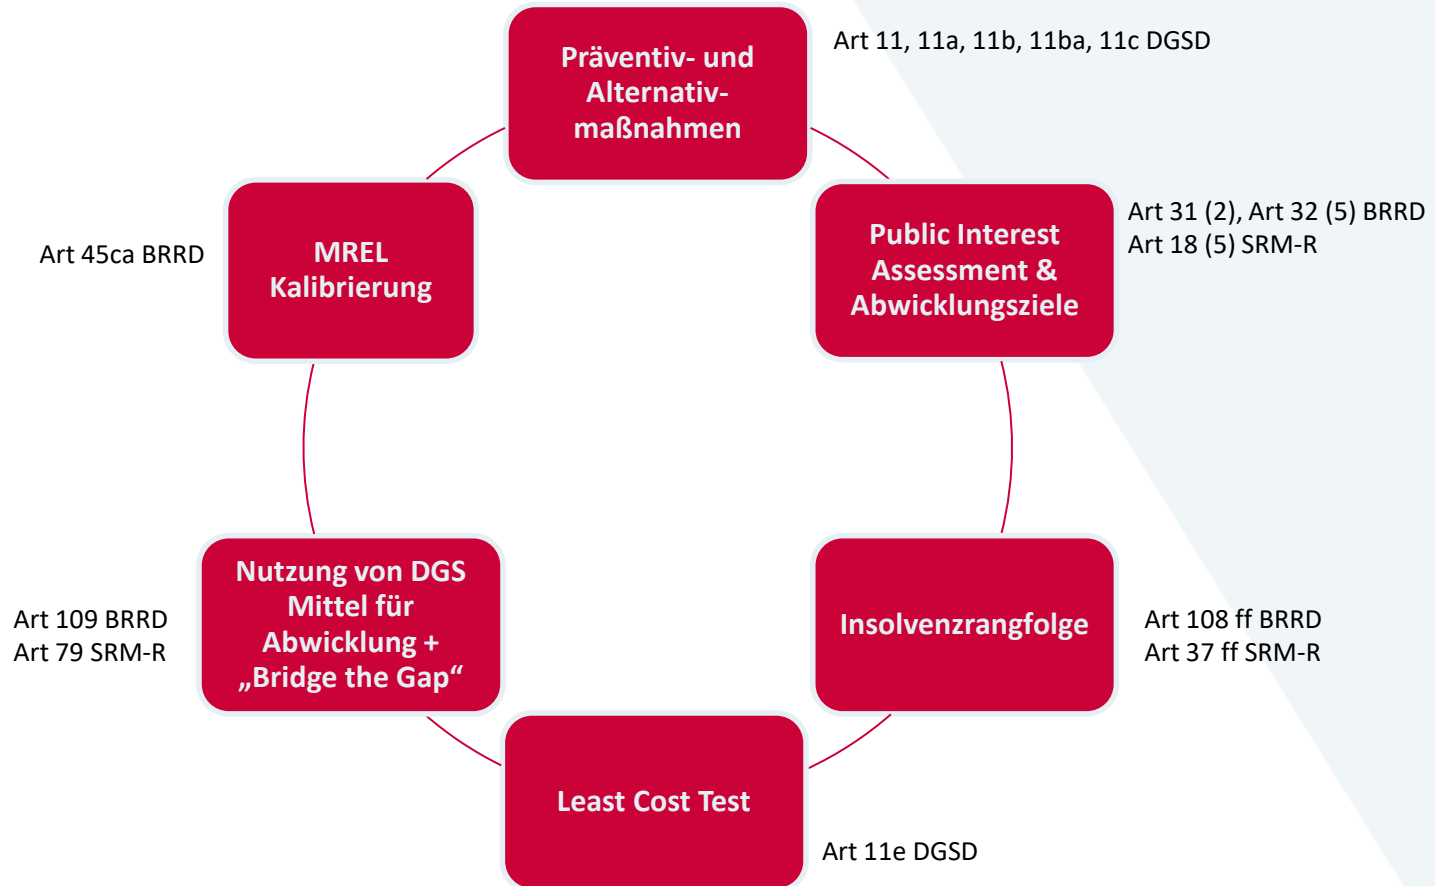 Präventiv- und
Alternativ-
maßnahmen
Art 11, 11a, 11b, 11ba, 11c DGSD
Public Interest
Assessment &
Abwicklungsziele
Art 31 (2), Art 32 (5) BRRD
Art 18 (5) SRM-R
Insolvenzrangfolge
Art 108 ff BRRD
Art 37 ff SRM-R
Least Cost Test
Art 11e DGSD
Nutzung von DGS
Mittel für
Abwicklung +
„Bridge the Gap“
Art 109 BRRD
Art 79 SRM-R
MREL
Kalibrierung
Art 45ca BRRD